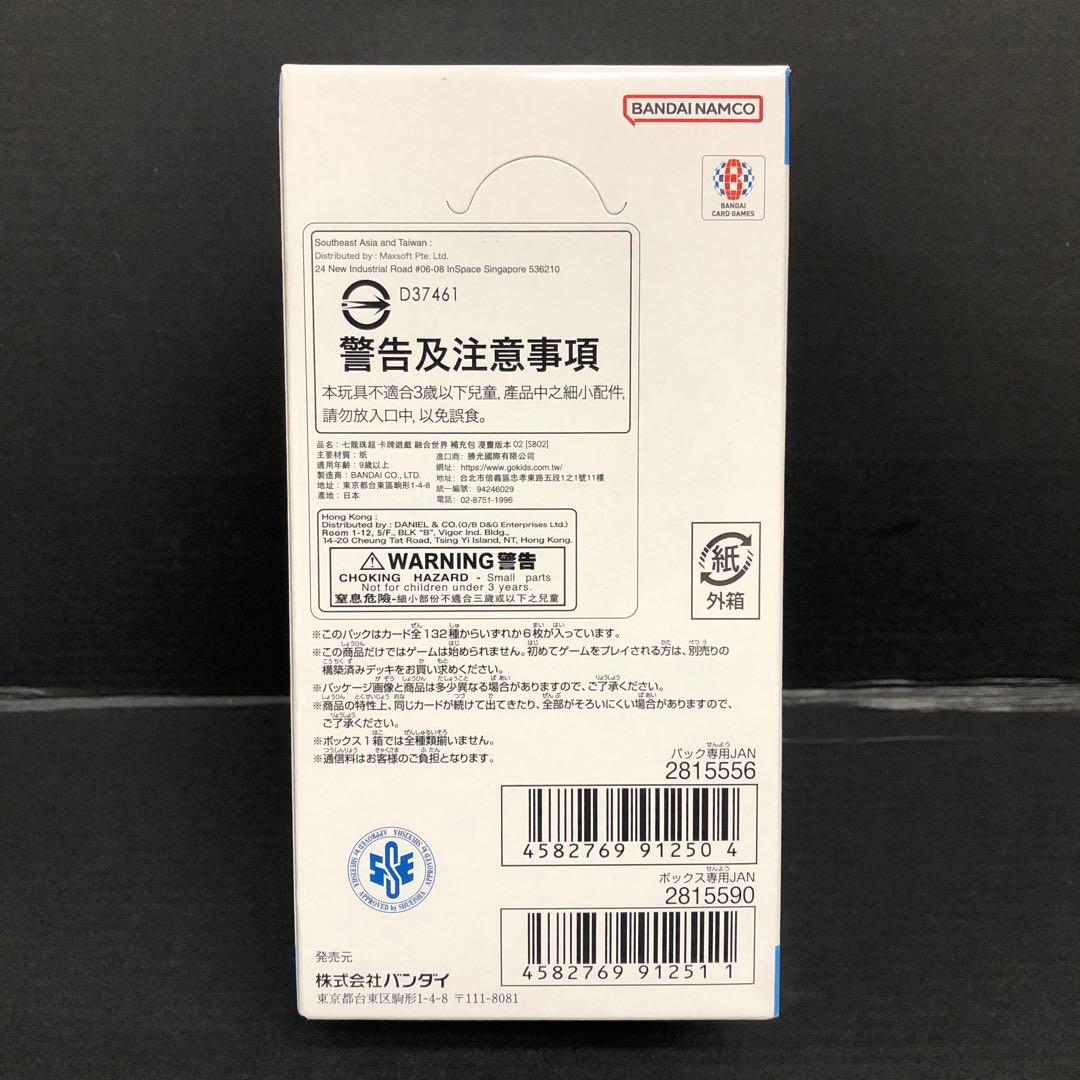 BANDAI NAMCO
BANDAI
CARD GAMES
Southeast Asia and Taiwan :
Distributed by : Maxsoft Pte. Ltd.
24 New Industrial Road #06-08 InSpace Singapore 536210
D37461
警告及注意事項
本玩具不適合3歲以下兒童, 產品中之細小配件,
請勿放入口中, 以免誤食。
品名：七龍珠超 卡牌遊戲 融合世界 補充包 漫畫版本 02 [SB02]
主要材質：紙
適用年齡：9歲以上
製造商：BANDAI CO., LTD.
地址：東京都台東區駒形1-4-8
產地：日本
進口商：勝光國際有限公司
網址：https://www.gokids.com.tw/
地址：台北市信義區忠孝東路五段1之1號11樓
統一編號：94246029
電話：02-8751-1996
Hong Kong :
Distributed by : DANIEL & CO.(O/B D&G Enterprises Ltd.)
Room 1-12, 5/F., BLK "B", Vigor Ind. Bldg.,
14-20 Cheung Tat Road, Tsing Yi Island, NT, Hong Kong.
WARNING 警告
CHOKING HAZARD - Small parts
Not for children under 3 years.
窒息危險-細小部份不適合三歲或以下之兒童
紙
外箱
※このパックはカード全132種からいずれか6枚が入っています。
※この商品だけではゲームは始められません。初めてゲームをプレイされる方は、別売りの
構築済みデッキをお買い求めください。
※パッケージ画像と商品は多少異なる場合がありますので、ご了承ください。
※商品の特性上、同じカードが続けて出てきたり、全部がそろいにくい場合がありますので、
ご了承ください。
※ボックス1箱では全種類揃いません。
※通信料はお客様のご負担となります。
パック専用JAN
2815556
4582769 91250 4
ボックス専用JAN
2815590
4582769 91251 1
SSE
APPROVED by SHUEISHA
APPROVED by SHUEISHA
APPROVED by SHUEISHA
発売元
株式会社バンダイ
東京都台東区駒形1-4-8 〒111-8081